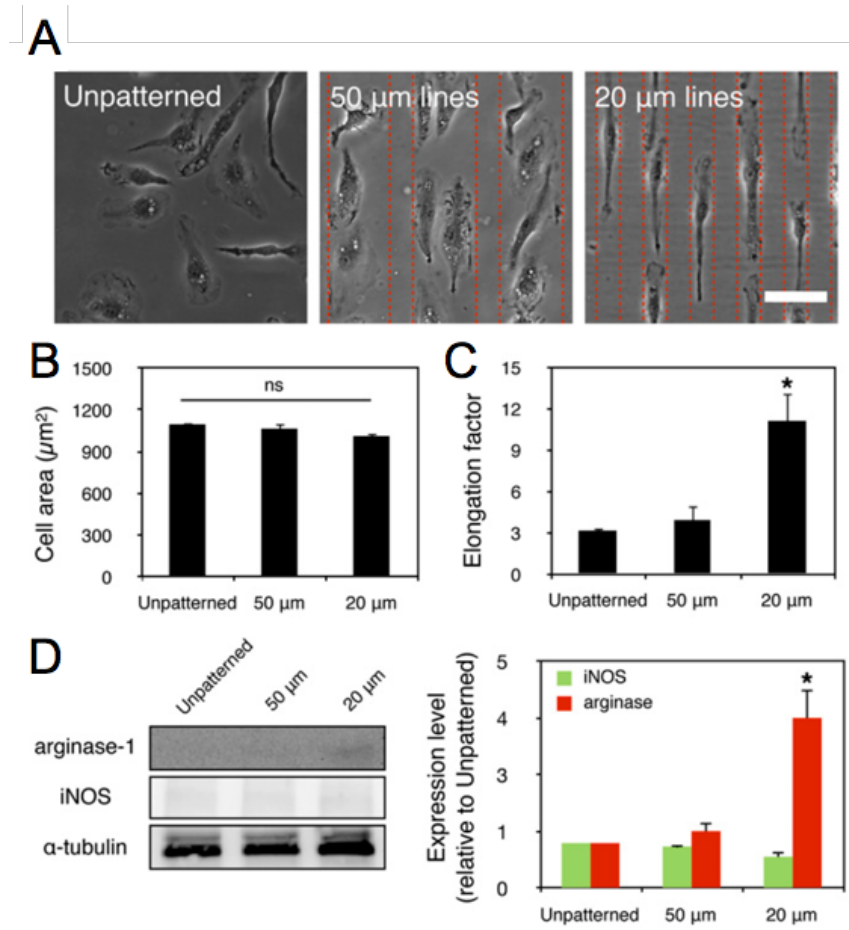 A
Unpatterned
50 µm lines
20 µm lines
B
Cell area (µm²)
1500
1200
900
600
300
0
ns
Unpatterned 50 µm 20 µm
C
Elongation factor
15
12
9
6
3
0
*
Unpatterned 50 µm 20 µm
D
Unpatterned
50 µm
20 µm
arginase-1
iNOS
α-tubulin
Expression level
(relative to Unpatterned)
5
4
3
1
0
iNOS
arginase
*
Unpatterned 50 µm 20 µm